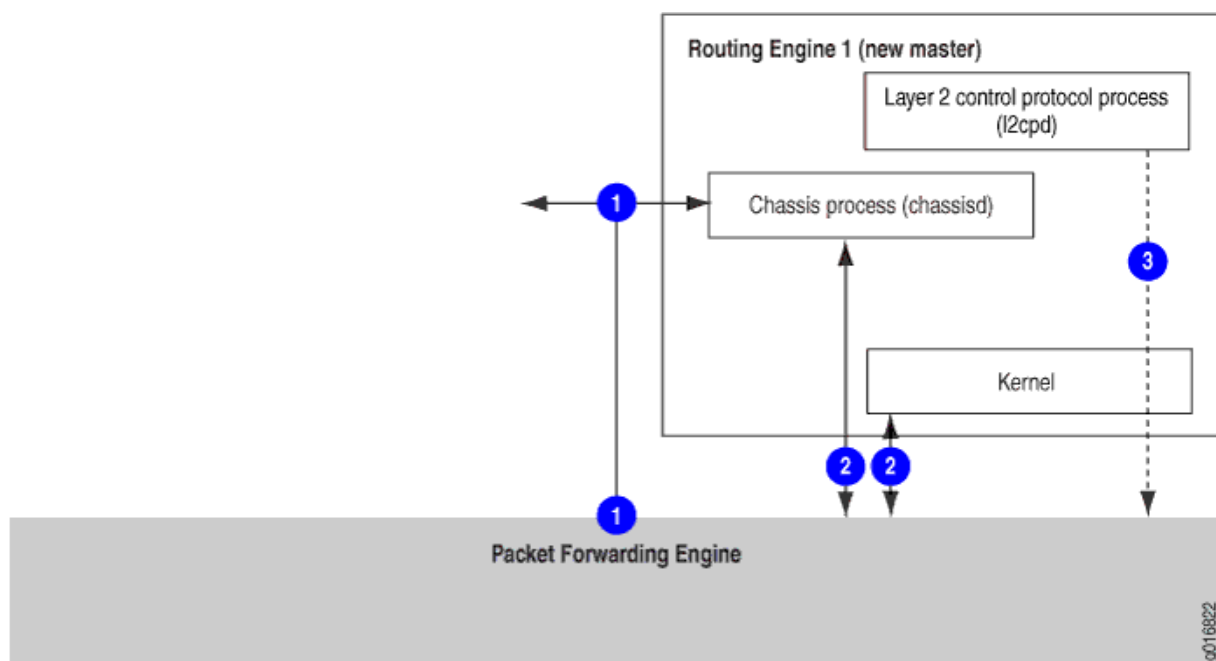 Routing Engine 1 (new master)
Layer 2 control protocol process
(l2cpd)
1
Chassis process (chassisd)
3
Kernel
2
2
1
Packet Forwarding Engine
g016822